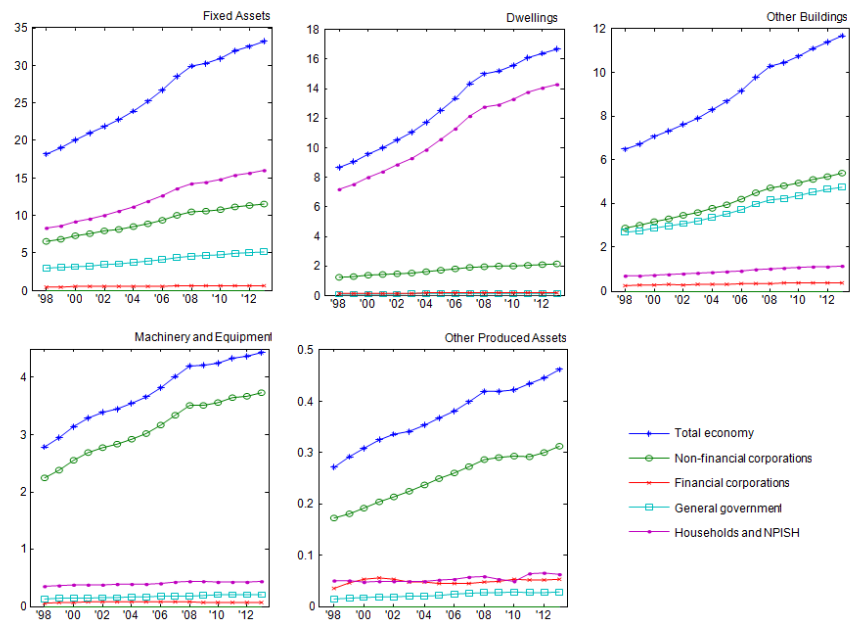 Fixed Assets
35
30
25
20
15
10
5
0
'98 '00 '02 '04 '06 '08 '10 '12
Dwellings
18
16
14
12
10
8
6
4
2
0
'98 '00 '02 '04 '06 '08 '10 '12
Other Buildings
12
10
8
6
4
2
0
'98 '00 '02 '04 '06 '08 '10 '12
Machinery and Equipment
4
3
2
1
0
'98 '00 '02 '04 '06 '08 '10 '12
Other Produced Assets
0.5
0.4
0.3
0.2
0.1
0
'98 '00 '02 '04 '06 '08 '10 '12
Total economy
Non-financial corporations
Financial corporations
General government
Households and NPISH